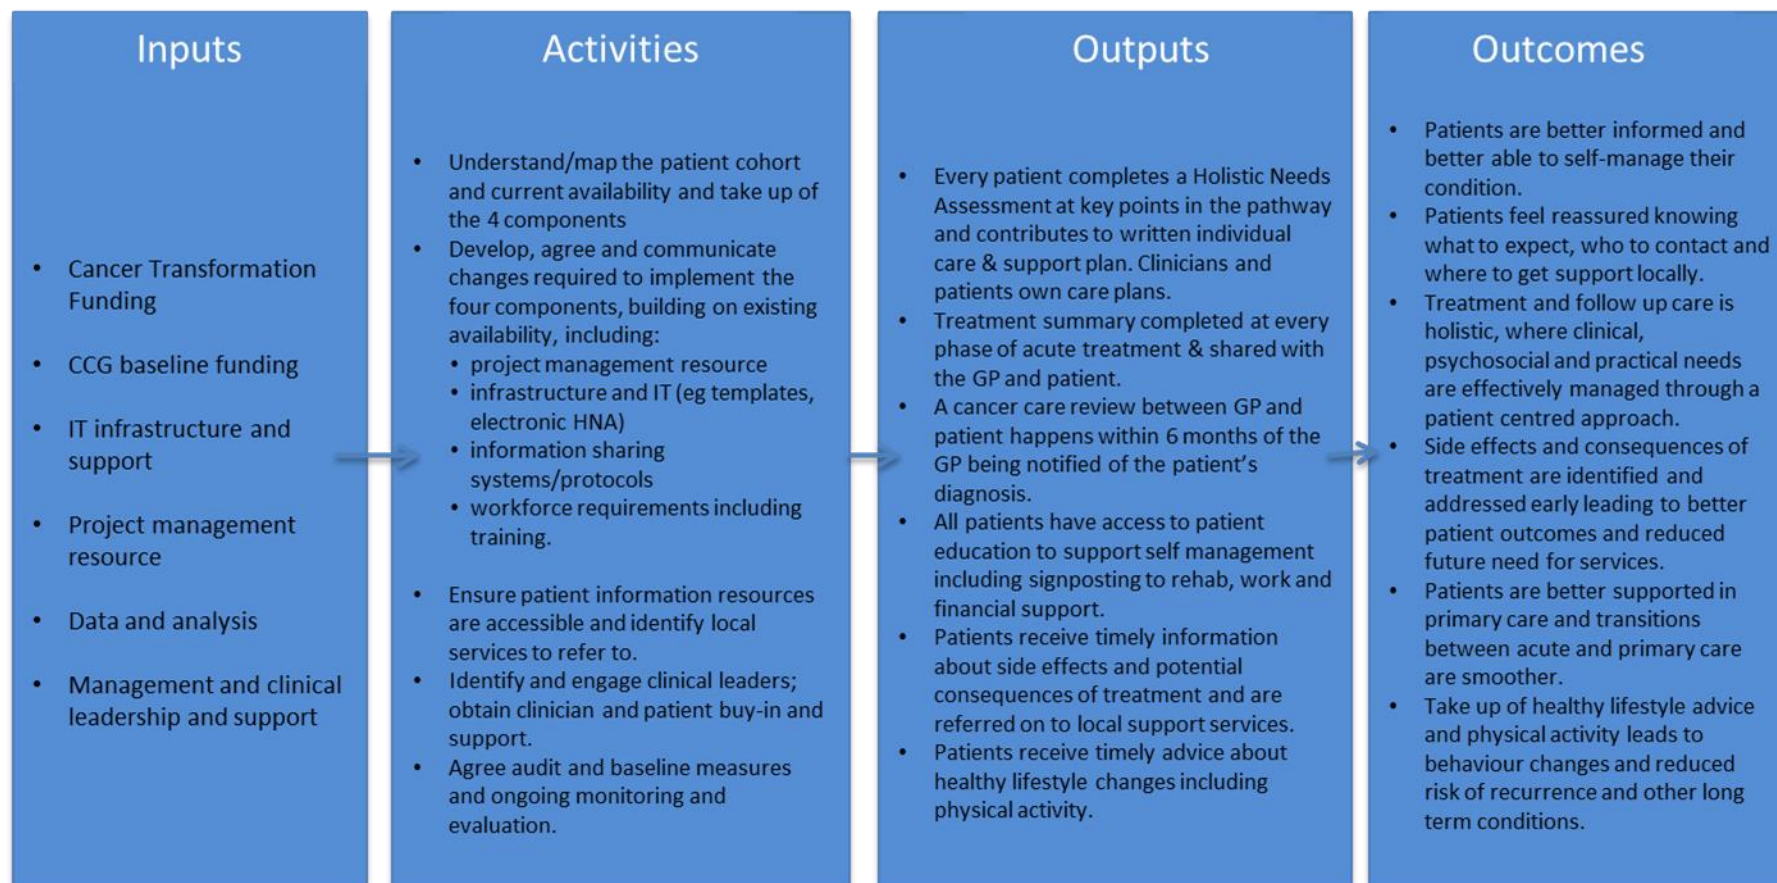 Inputs
• Cancer Transformation
Funding
• CCG baseline funding
• IT infrastructure and
support
• Project management
resource
• Data and analysis
• Management and clinical
leadership and support
Activities
• Understand/map the patient cohort
and current availability and take up of
the 4 components
• Develop, agree and communicate
changes required to implement the
four components, building on existing
availability, including:
• project management resource
• infrastructure and IT (eg templates,
electronic HNA)
• information sharing
systems/protocols
• workforce requirements including
training.
• Ensure patient information resources
are accessible and identify local
services to refer to.
• Identify and engage clinical leaders;
obtain clinician and patient buy-in and
support.
• Agree audit and baseline measures
and ongoing monitoring and
evaluation.
Outputs
• Every patient completes a Holistic Needs
Assessment at key points in the pathway
and contributes to written individual
care & support plan. Clinicians and
patients own care plans.
• Treatment summary completed at every
phase of acute treatment & shared with
the GP and patient.
• A cancer care review between GP and
patient happens within 6 months of the
GP being notified of the patient's
diagnosis.
• All patients have access to patient
education to support self management
including signposting to rehab, work and
financial support.
• Patients receive timely information
about side effects and potential
consequences of treatment and are
referred on to local support services.
• Patients receive timely advice about
healthy lifestyle changes including
physical activity.
Outcomes
• Patients are better informed and
better able to self-manage their
condition.
• Patients feel reassured knowing
what to expect, who to contact and
where to get support locally.
• Treatment and follow up care is
holistic, where clinical,
psychosocial and practical needs
are effectively managed through a
patient centred approach.
• Side effects and consequences of
treatment are identified and
addressed early leading to better
patient outcomes and reduced
future need for services.
• Patients are better supported in
primary care and transitions
between acute and primary care
are smoother.
• Take up of healthy lifestyle advice
and physical activity leads to
behaviour changes and reduced
risk of recurrence and other long
term conditions.